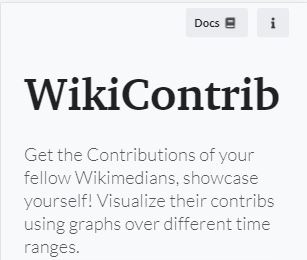 Docs
WikiContrib
Get the Contributions of your
fellow Wikimedians, showcase
yourself! Visualize their contribs
using graphs over different time
ranges.